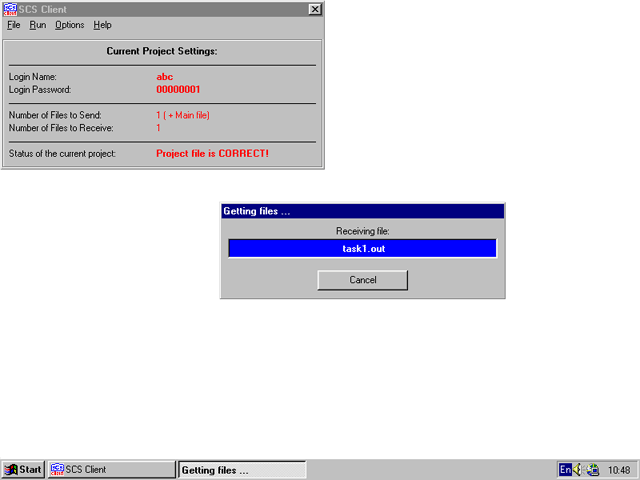 SCS Client
File Run Options Help
Current Project Settings:
Login Name: abc
Login Password: 00000001
Number of Files to Send: 1 ( + Main file)
Number of Files to Receive: 1
Status of the current project: Project file is CORRECT!
Getting files ...
Receiving file:
task1.out
Cancel
Start SCS Client Getting files ... En 10:48